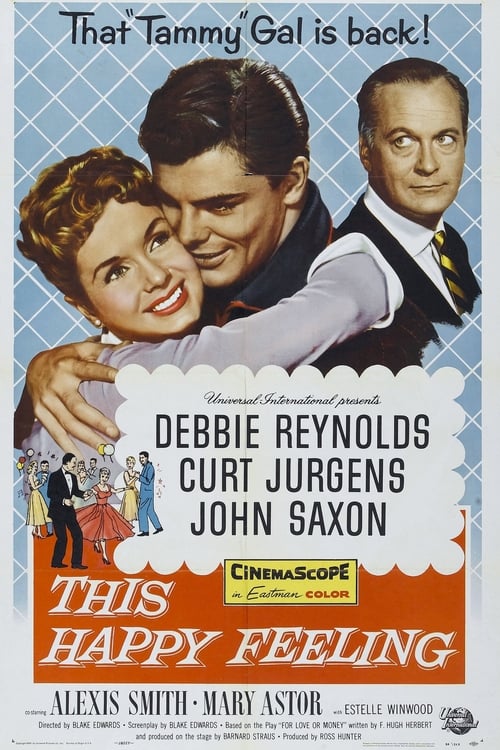 That "Tammy" Gal is back!
Universal International presents
DEBBIE REYNOLDS
CURT JURGENS
JOHN SAXON
CINEMASCOPE
in Eastman COLOR
THIS
HAPPY FEELING
co-starring ALEXIS SMITH · MARY ASTOR with ESTELLE WINWOOD
Directed by BLAKE EDWARDS · Screenplay by BLAKE EDWARDS · Based on the Play "FOR LOVE OR MONEY" written by F. HUGH HERBERT
and produced on the stage by BARNARD STRAUS · Produced by ROSS HUNTER
Universal
International